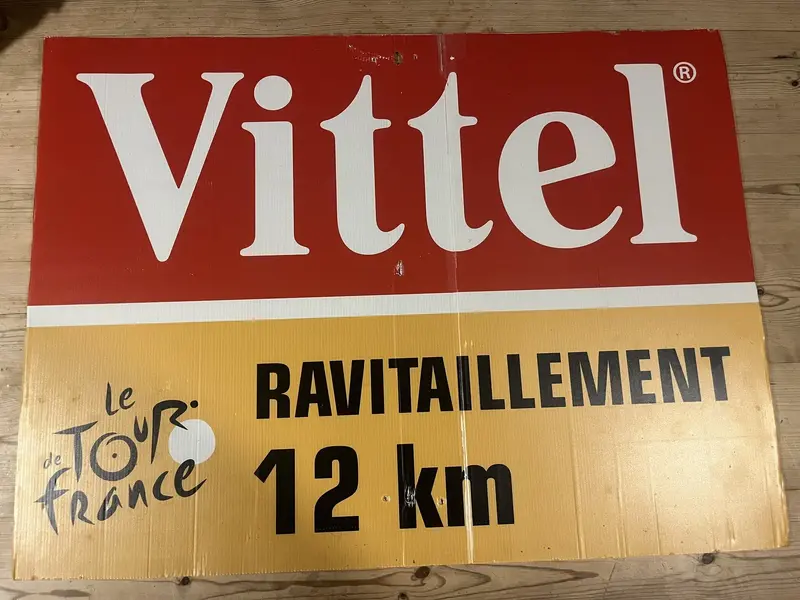 Vittel®
RAVITAILLEMENT
12 km
Le
de TOUR
france